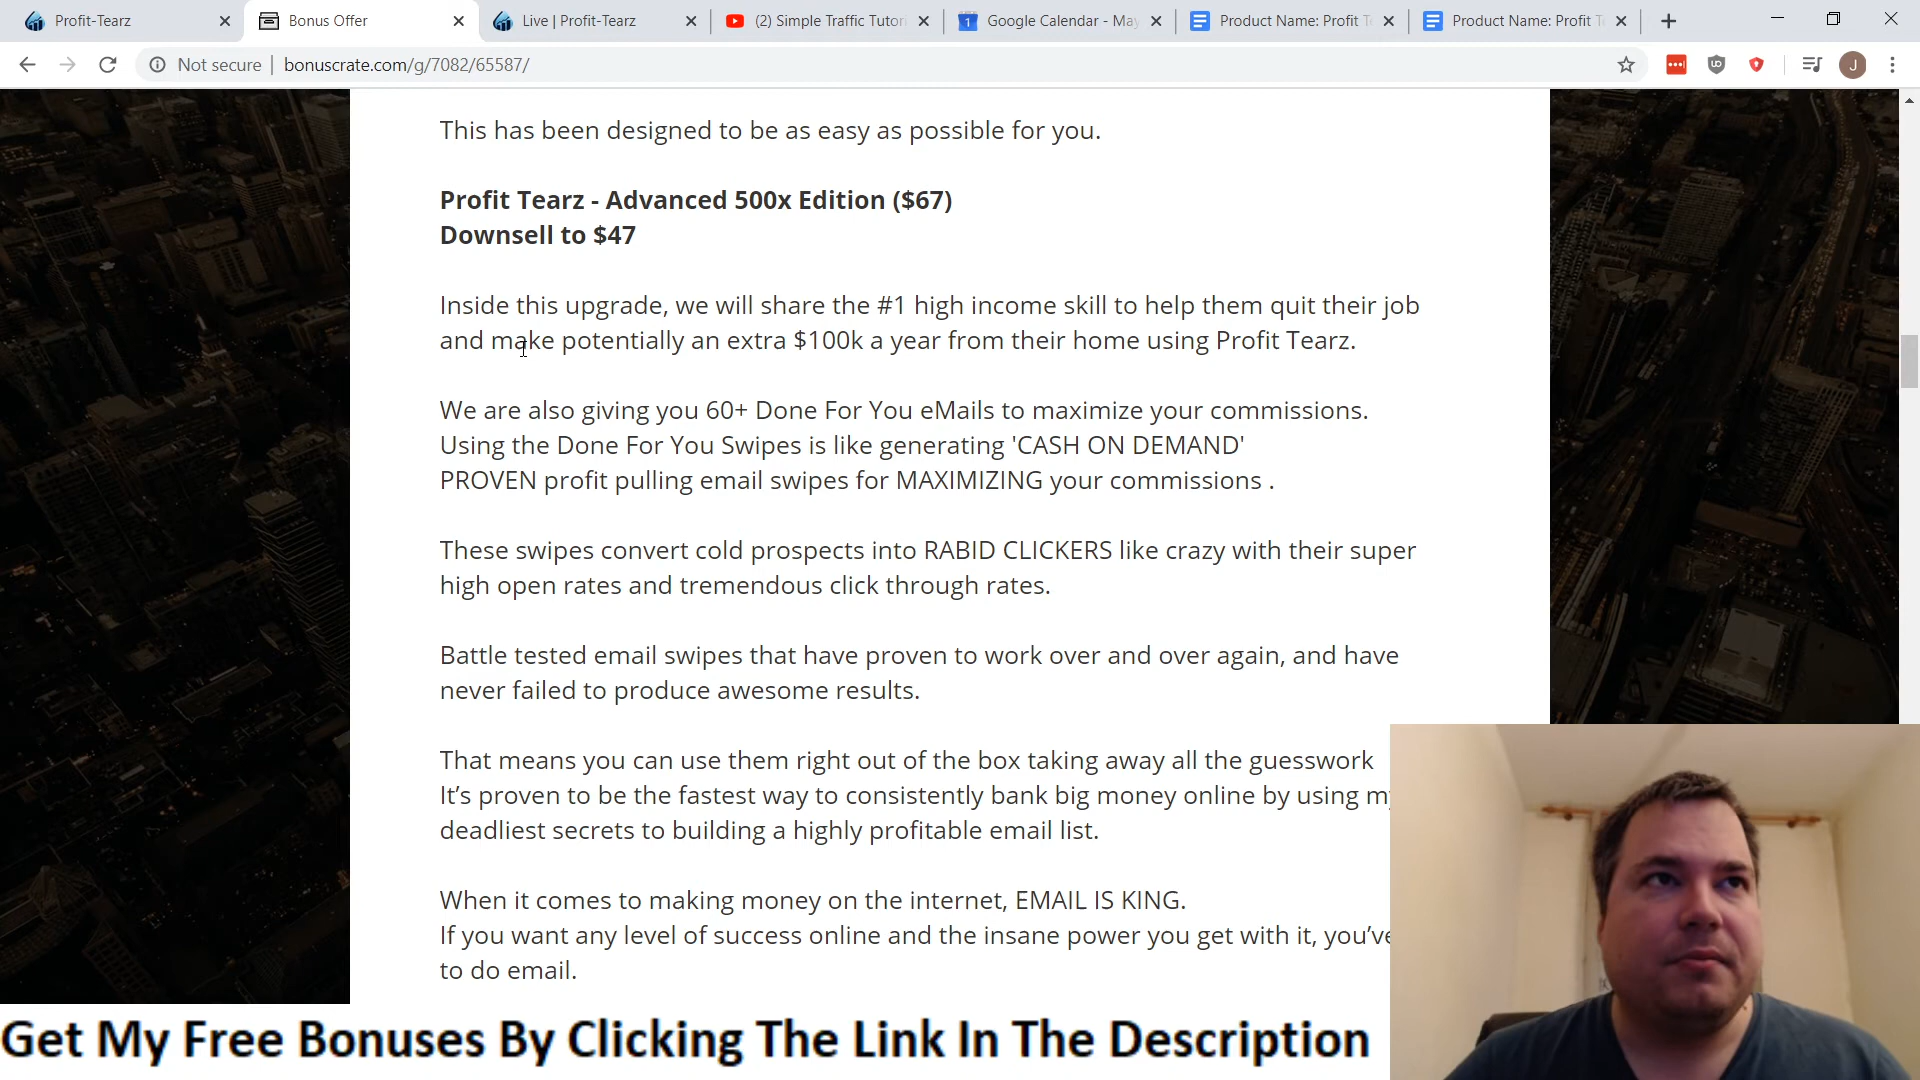 Profit-Tearz
Bonus Offer
Live | Profit-Tearz
(2) Simple Traffic Tutor
Google Calendar - May
Product Name: Profit T
Product Name: Profit T
Not secure
bonuscrate.com/g/7082/65587/
J
This has been designed to be as easy as possible for you.
Profit Tearz - Advanced 500x Edition ($67)
Downsell to $47
Inside this upgrade, we will share the #1 high income skill to help them quit their job
and make potentially an extra $100k a year from their home using Profit Tearz.
We are also giving you 60+ Done For You eMails to maximize your commissions.
Using the Done For You Swipes is like generating 'CASH ON DEMAND'
PROVEN profit pulling email swipes for MAXIMIZING your commissions .
These swipes convert cold prospects into RABID CLICKERS like crazy with their super
high open rates and tremendous click through rates.
Battle tested email swipes that have proven to work over and over again, and have
never failed to produce awesome results.
That means you can use them right out of the box taking away all the guesswork
It’s proven to be the fastest way to consistently bank big money online by using my
deadliest secrets to building a highly profitable email list.
When it comes to making money on the internet, EMAIL IS KING.
If you want any level of success online and the insane power you get with it, you’ve
to do email.
Get My Free Bonuses By Clicking The Link In The Description